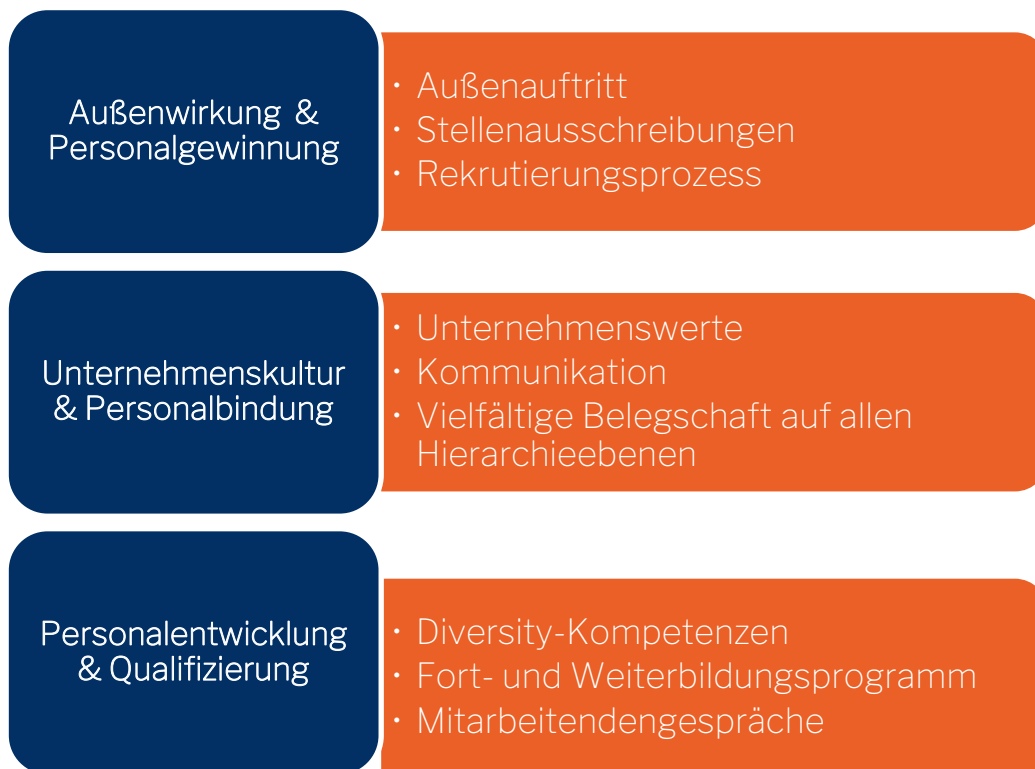 Außenwirkung &
Personalgewinnung
· Außenauftritt
· Stellenausschreibungen
· Rekrutierungsprozess
Unternehmenskultur
& Personalbindung
· Unternehmenswerte
· Kommunikation
· Vielfältige Belegschaft auf allen
Hierarchieebenen
Personalentwicklung
& Qualifizierung
· Diversity-Kompetenzen
· Fort- und Weiterbildungsprogramm
· Mitarbeitendengespräche